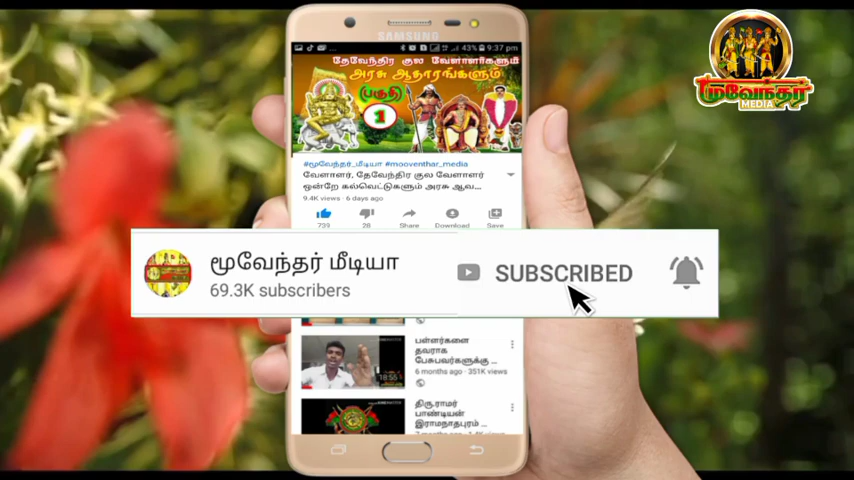 SAMSUNG
43% 9:37 pm
தேவேந்திர குல வேளாளர்களும்
அரசு ஆதாரங்களும்
(பகுதி)
1
மூவேந்தர்
MEDIA
#மூவேந்தர்_மீடியா #mooventhar_media
வேளாளர், தேவேந்திர குல வேளாளர்
ஒன்றே கல்வெட்டுகளும் அரசு ஆவ...
9.4K views · 6 days ago
739 28 Share Download Save
மூவேந்தர் மீடியா
69.3K subscribers
SUBSCRIBED
பள்ளர்களை
தவறாக
பேசுபவர்களுக்கு ...
6 months ago · 351K views
18:55
திரு.ராமர்
பாண்டியன்
இராமநாதபுரம் ...